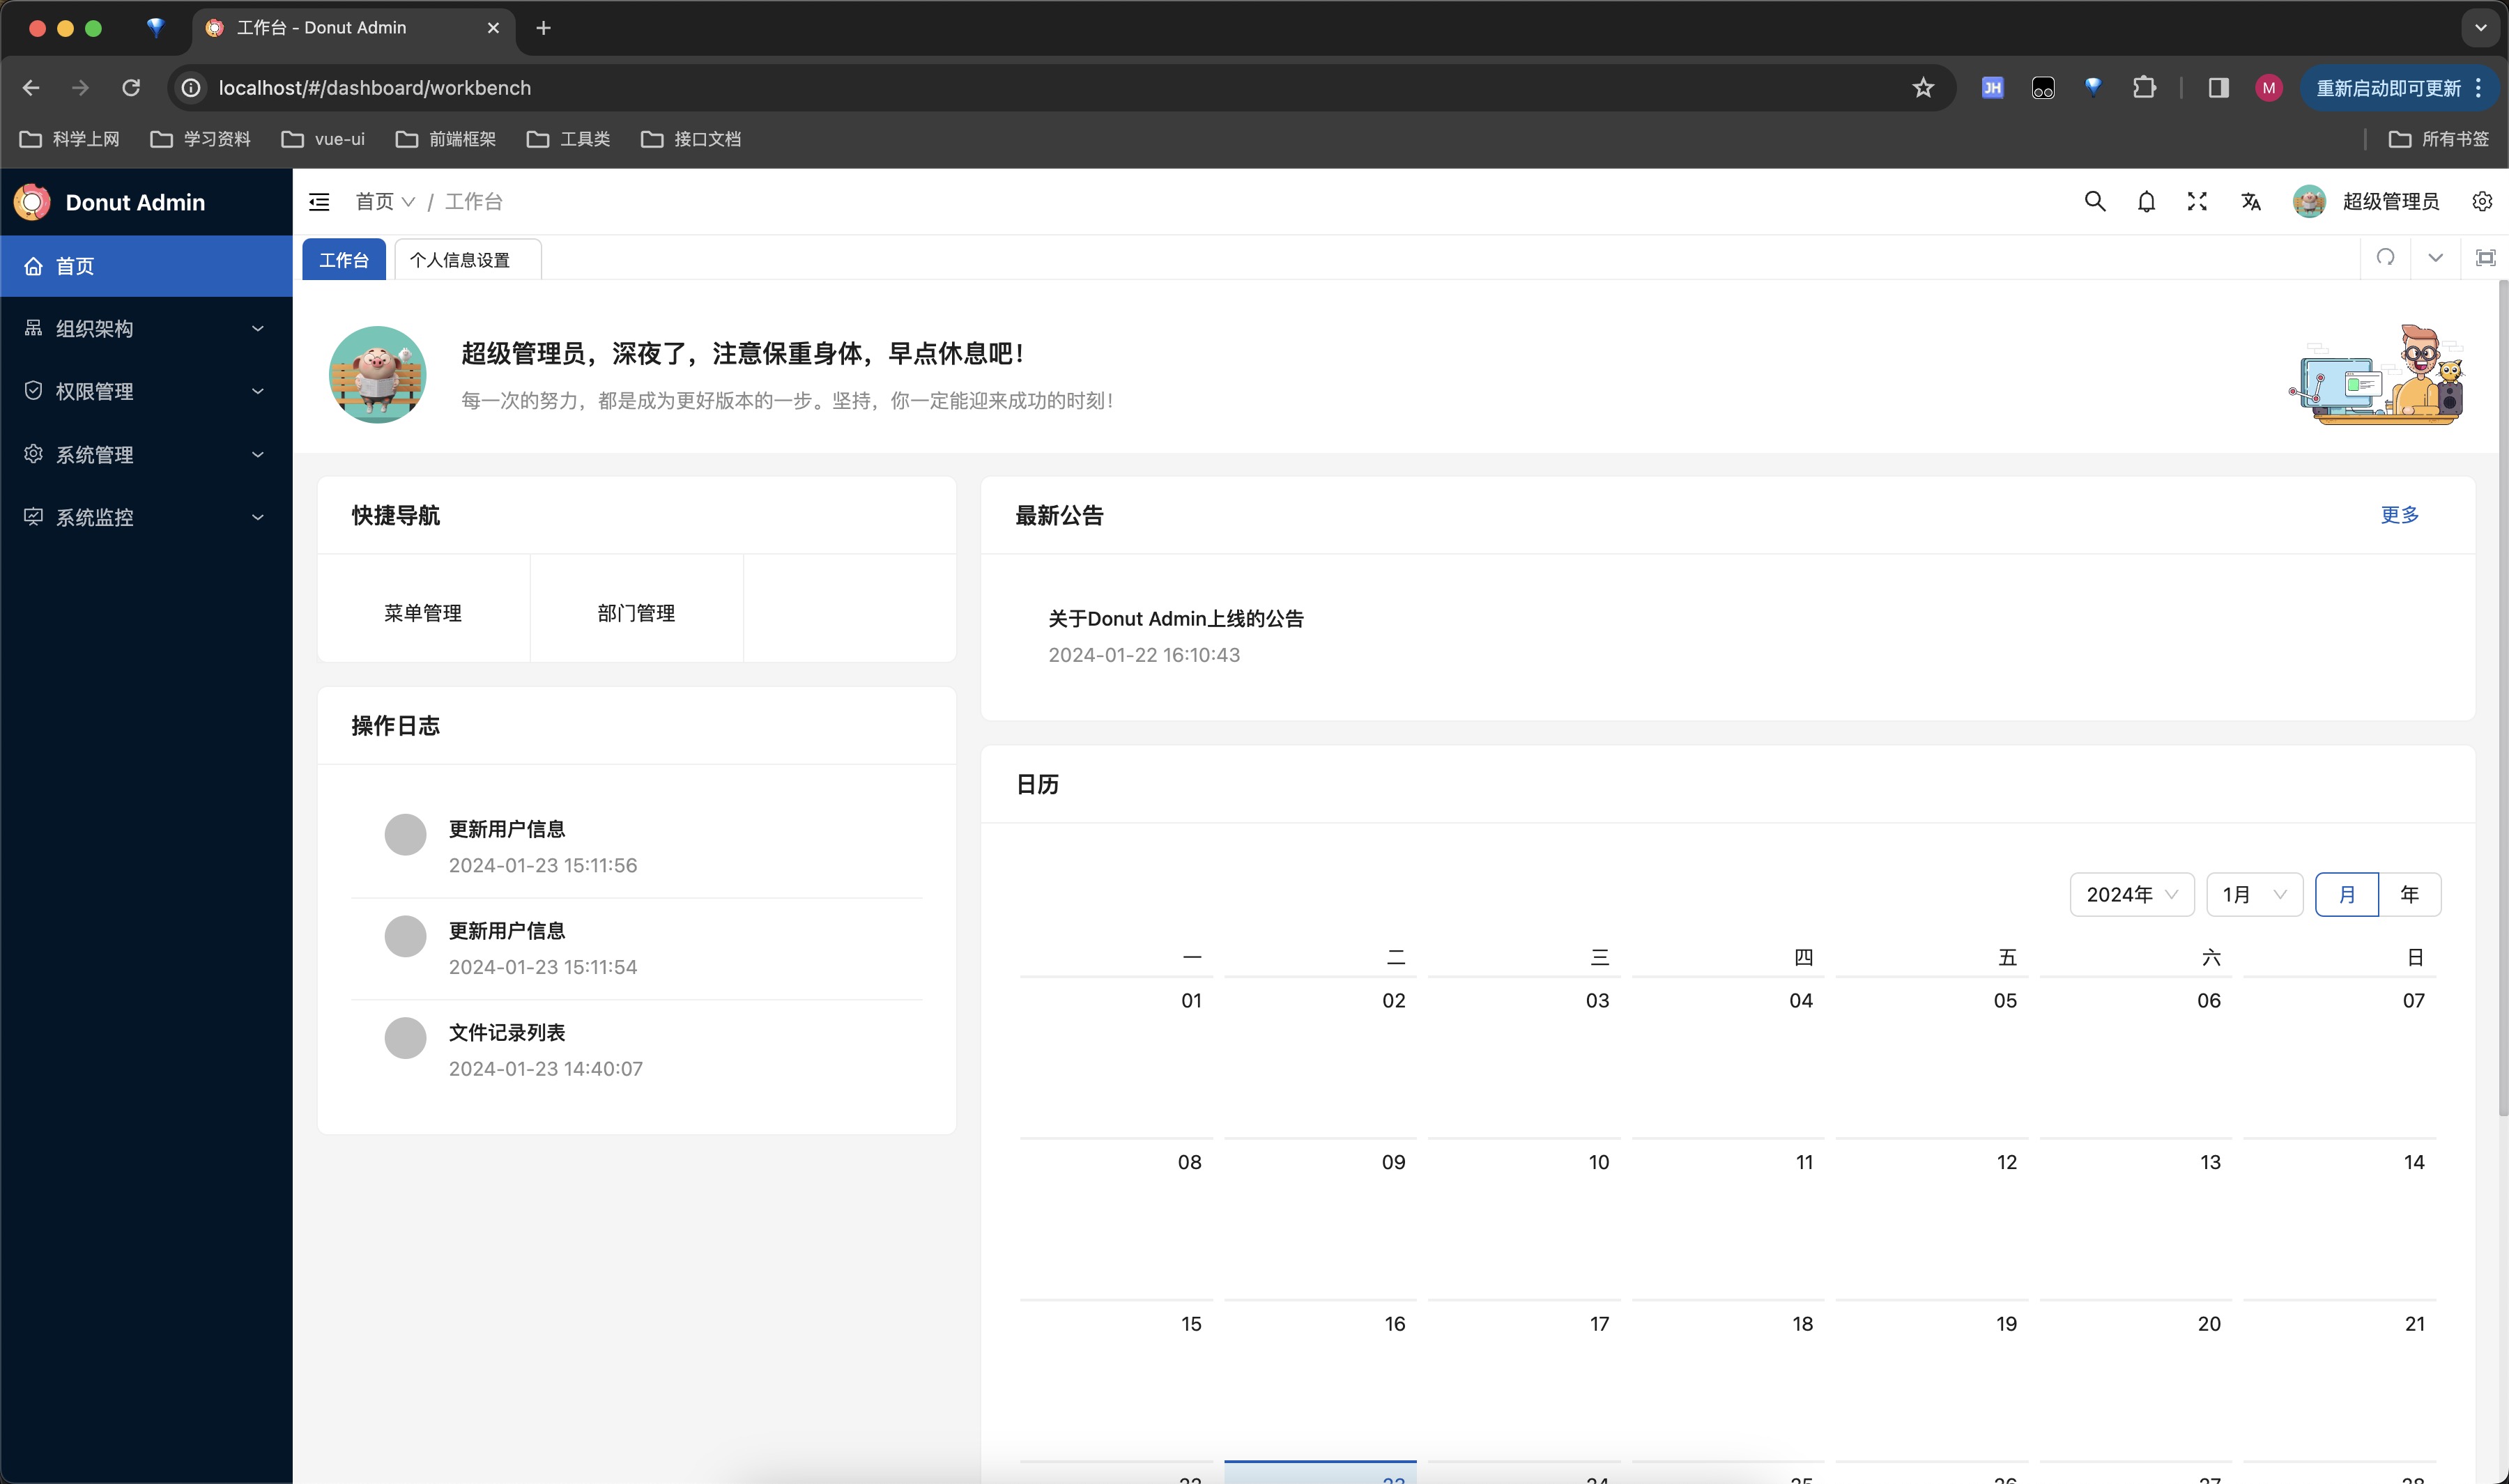 工作台 - Donut Admin
localhost/#/dashboard/workbench
JH
M
重新启动即可更新
科学上网
学习资料
vue-ui
前端框架
工具类
接口文档
所有书签
Donut Admin
首页
组织架构
权限管理
系统管理
系统监控
首页 / 工作台
超级管理员
工作台
个人信息设置
超级管理员，深夜了，注意保重身体，早点休息吧！
每一次的努力，都是成为更好版本的一步。坚持，你一定能迎来成功的时刻！
快捷导航
菜单管理
部门管理
操作日志
更新用户信息
2024-01-23 15:11:56
更新用户信息
2024-01-23 15:11:54
文件记录列表
2024-01-23 14:40:07
最新公告
更多
关于Donut Admin上线的公告
2024-01-22 16:10:43
日历
2024年 1月 月 年
一 二 三 四 五 六 日
01 02 03 04 05 06 07
08 09 10 11 12 13 14
15 16 17 18 19 20 21
22 23 24 25 26 27 28